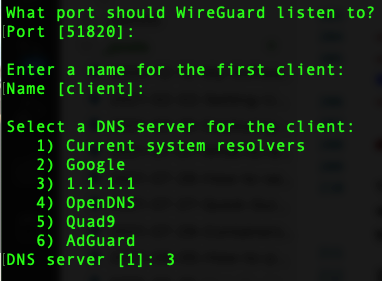 What port should WireGuard listen to?
Port [51820]:
Enter a name for the first client:
Name [client]:
Select a DNS server for the client:
1) Current system resolvers
2) Google
3) 1.1.1.1
4) OpenDNS
5) Quad9
6) AdGuard
DNS server [1]: 3